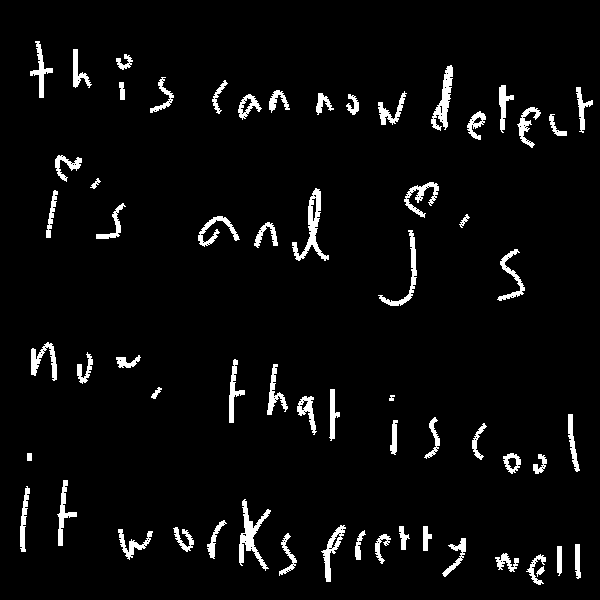 this can now detect
i's and j's
now, that is cool
it works pretty well